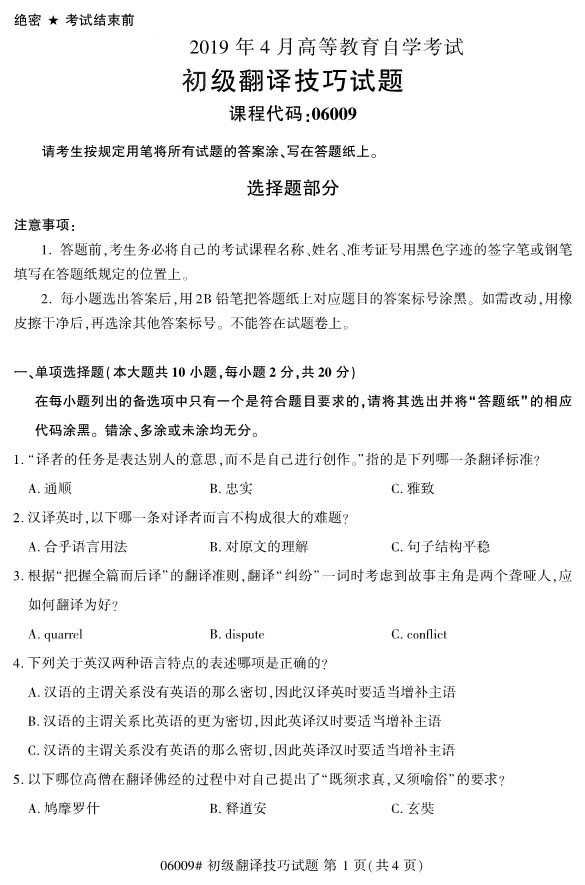 绝密 ★ 考试结束前
2019 年 4 月高等教育自学考试
初级翻译技巧试题
课程代码:06009
请考生按规定用笔将所有试题的答案涂、写在答题纸上。
选择题部分
注意事项:
1. 答题前,考生务必将自己的考试课程名称、姓名、准考证号用黑色字迹的签字笔或钢笔
填写在答题纸规定的位置上。
2. 每小题选出答案后,用 2B 铅笔把答题纸上对应题目的答案标号涂黑。如需改动,用橡
皮擦干净后,再选涂其他答案标号。不能答在试题卷上。
一、单项选择题(本大题共 10 小题,每小题 2 分,共 20 分)
在每小题列出的备选项中只有一个是符合题目要求的,请将其选出并将“答题纸”的相应
代码涂黑。错涂、多涂或未涂均无分。
1. “译者的任务是表达别人的意思,而不是自己进行创作。”指的是下列哪一条翻译标准?
A. 通顺 B. 忠实 C. 雅致
2. 汉译英时,以下哪一条对译者而言不构成很大的难题?
A. 合乎语言用法 B. 对原文的理解 C. 句子结构平稳
3. 根据“把握全篇而后译”的翻译准则,翻译“纠纷”一词时考虑到故事主角是两个聋哑人,应
如何翻译为好?
A. quarrel B. dispute C. conflict
4. 下列关于英汉两种语言特点的表述哪项是正确的?
A. 汉语的主谓关系没有英语的那么密切,因此汉译英时要适当增补主语
B. 汉语的主谓关系比英语的更为密切,因此英译汉时要适当增补主语
C. 汉语的主谓关系没有英语的那么密切,因此英译汉时要适当增补主语
5. 以下哪位高僧在翻译佛经的过程中对自己提出了“既须求真,又须喻俗”的要求?
A. 鸠摩罗什 B. 释道安 C. 玄奘
06009# 初级翻译技巧试题 第 1 页(共 4 页)